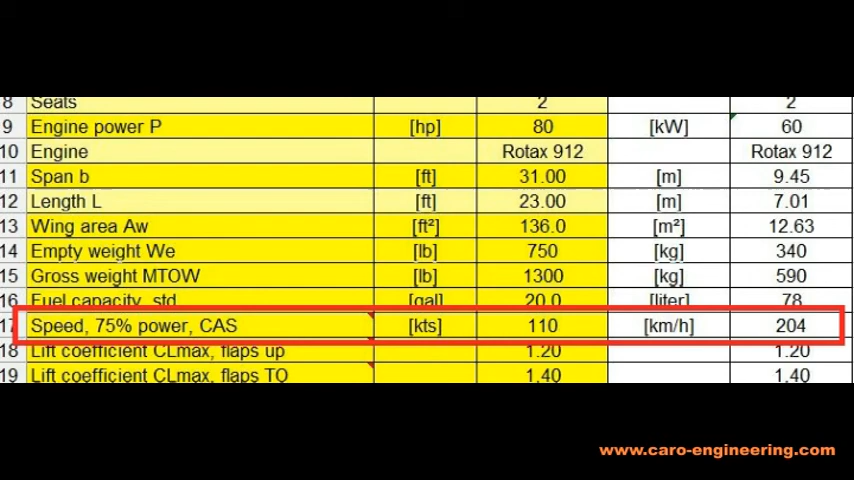 8 Seats 2 2
9 Engine power P [hp] 80 [kW] 60
10 Engine Rotax 912 Rotax 912
11 Span b [ft] 31.00 [m] 9.45
12 Length L [ft] 23.00 [m] 7.01
13 Wing area Aw [ft²] 136.0 [m²] 12.63
14 Empty weight We [lb] 750 [kg] 340
15 Gross weight MTOW [lb] 1300 [kg] 590
16 Fuel capacity, std [gal] 20.0 [liter] 78
17 Speed, 75% power, CAS [kts] 110 [km/h] 204
18 Lift coefficient CLmax, flaps up 1.20 1.20
19 Lift coefficient CLmax, flaps TO 1.40 1.40
www.caro-engineering.com